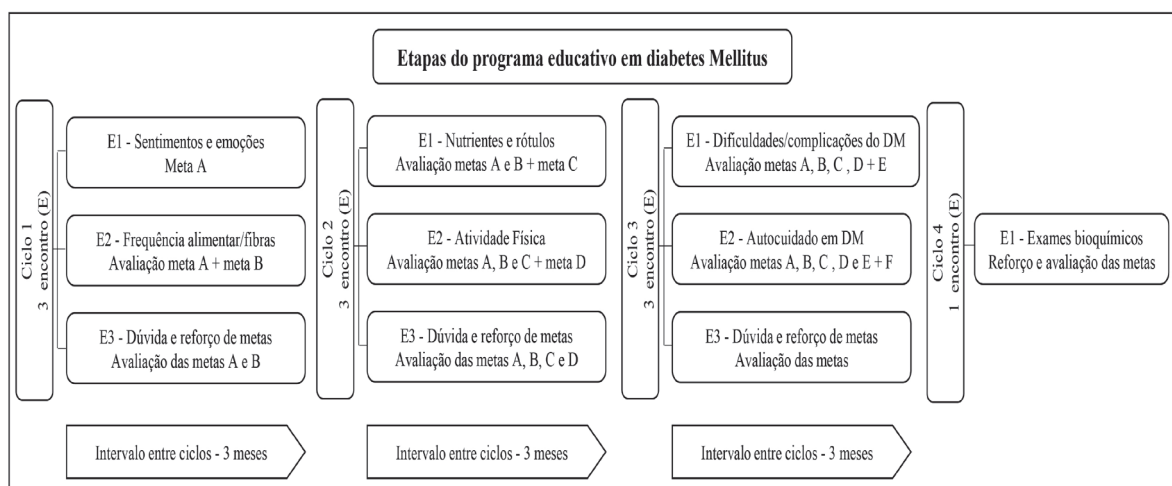 Etapas do programa educativo em diabetes Mellitus
Ciclo 1
3 encontro (E)
E1 - Sentimentos e emoções
Meta A
E2 - Frequência alimentar/fibras
Avaliação meta A + meta B
E3 - Dúvida e reforço de metas
Avaliação das metas A e B
Ciclo 2
3 encontro (E)
E1 - Nutrientes e rótulos
Avaliação metas A e B + meta C
E2 - Atividade Física
Avaliação metas A, B e C + meta D
E3 - Dúvida e reforço de metas
Avaliação das metas A, B, C e D
Ciclo 3
3 encontro (E)
E1 - Dificuldades/complicações do DM
Avaliação metas A, B, C , D + E
E2 - Autocuidado em DM
Avaliação metas A, B, C , D e E + F
E3 - Dúvida e reforço de metas
Avaliação das metas
Ciclo 4
1 encontro (E)
E1 - Exames bioquímicos
Reforço e avaliação das metas
Intervalo entre ciclos - 3 meses
Intervalo entre ciclos - 3 meses
Intervalo entre ciclos - 3 meses